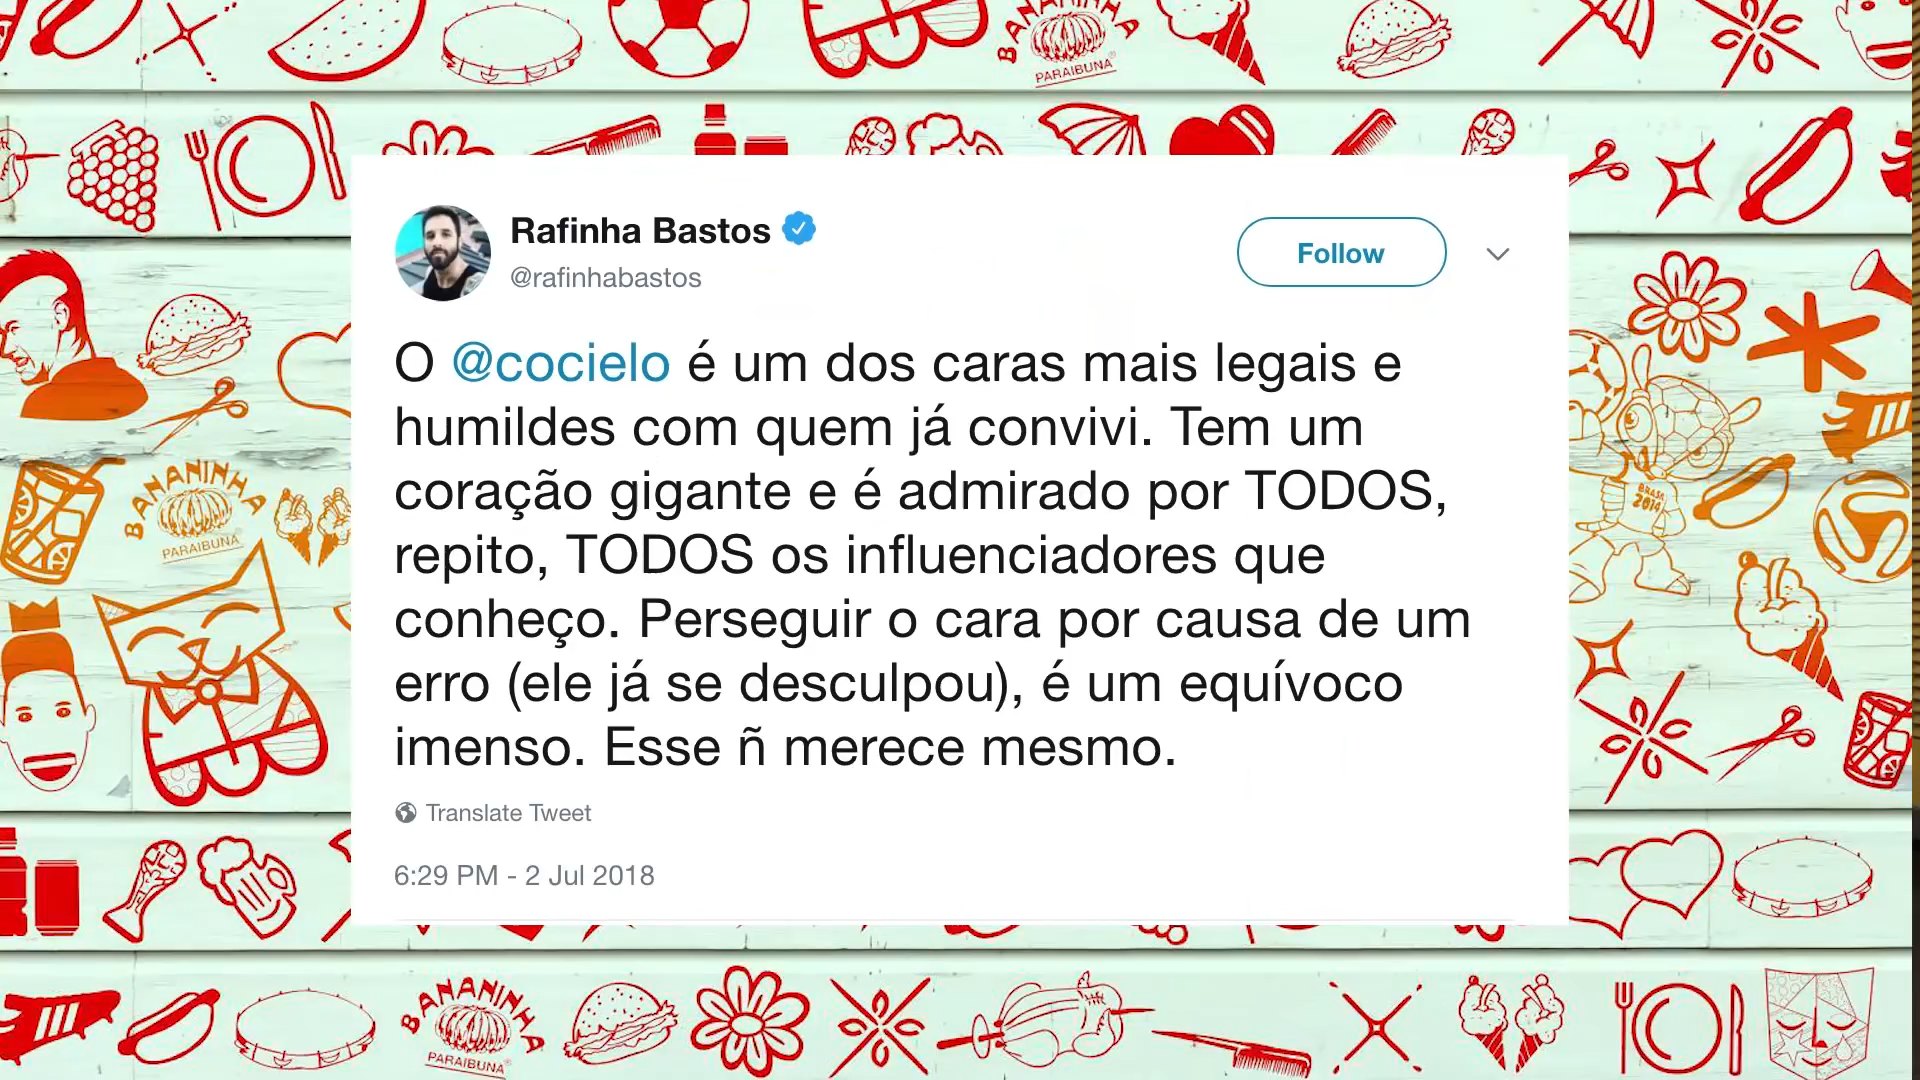 BANANINHA
PARAIBUNA
Rafinha Bastos
@rafinhabastos
Follow
O @cocielo é um dos caras mais legais e
humildes com quem já convivi. Tem um
coração gigante e é admirado por TODOS,
repito, TODOS os influenciadores que
conheço. Perseguir o cara por causa de um
erro (ele já se desculpou), é um equívoco
imenso. Esse ñ merece mesmo.
Translate Tweet
6:29 PM - 2 Jul 2018
BANANINHA
PARAIBUNA
BRASIL
2014
BANANINHA
PARAIBUNA